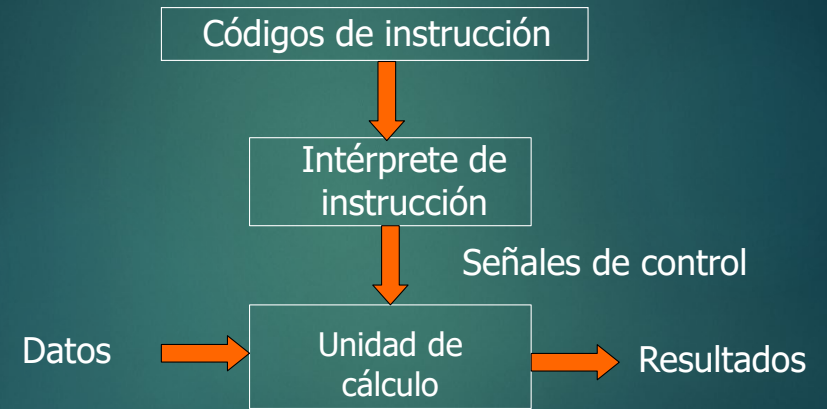 Códigos de instrucción
Intérprete de
instrucción
Señales de control
Datos
Unidad de
cálculo
Resultados